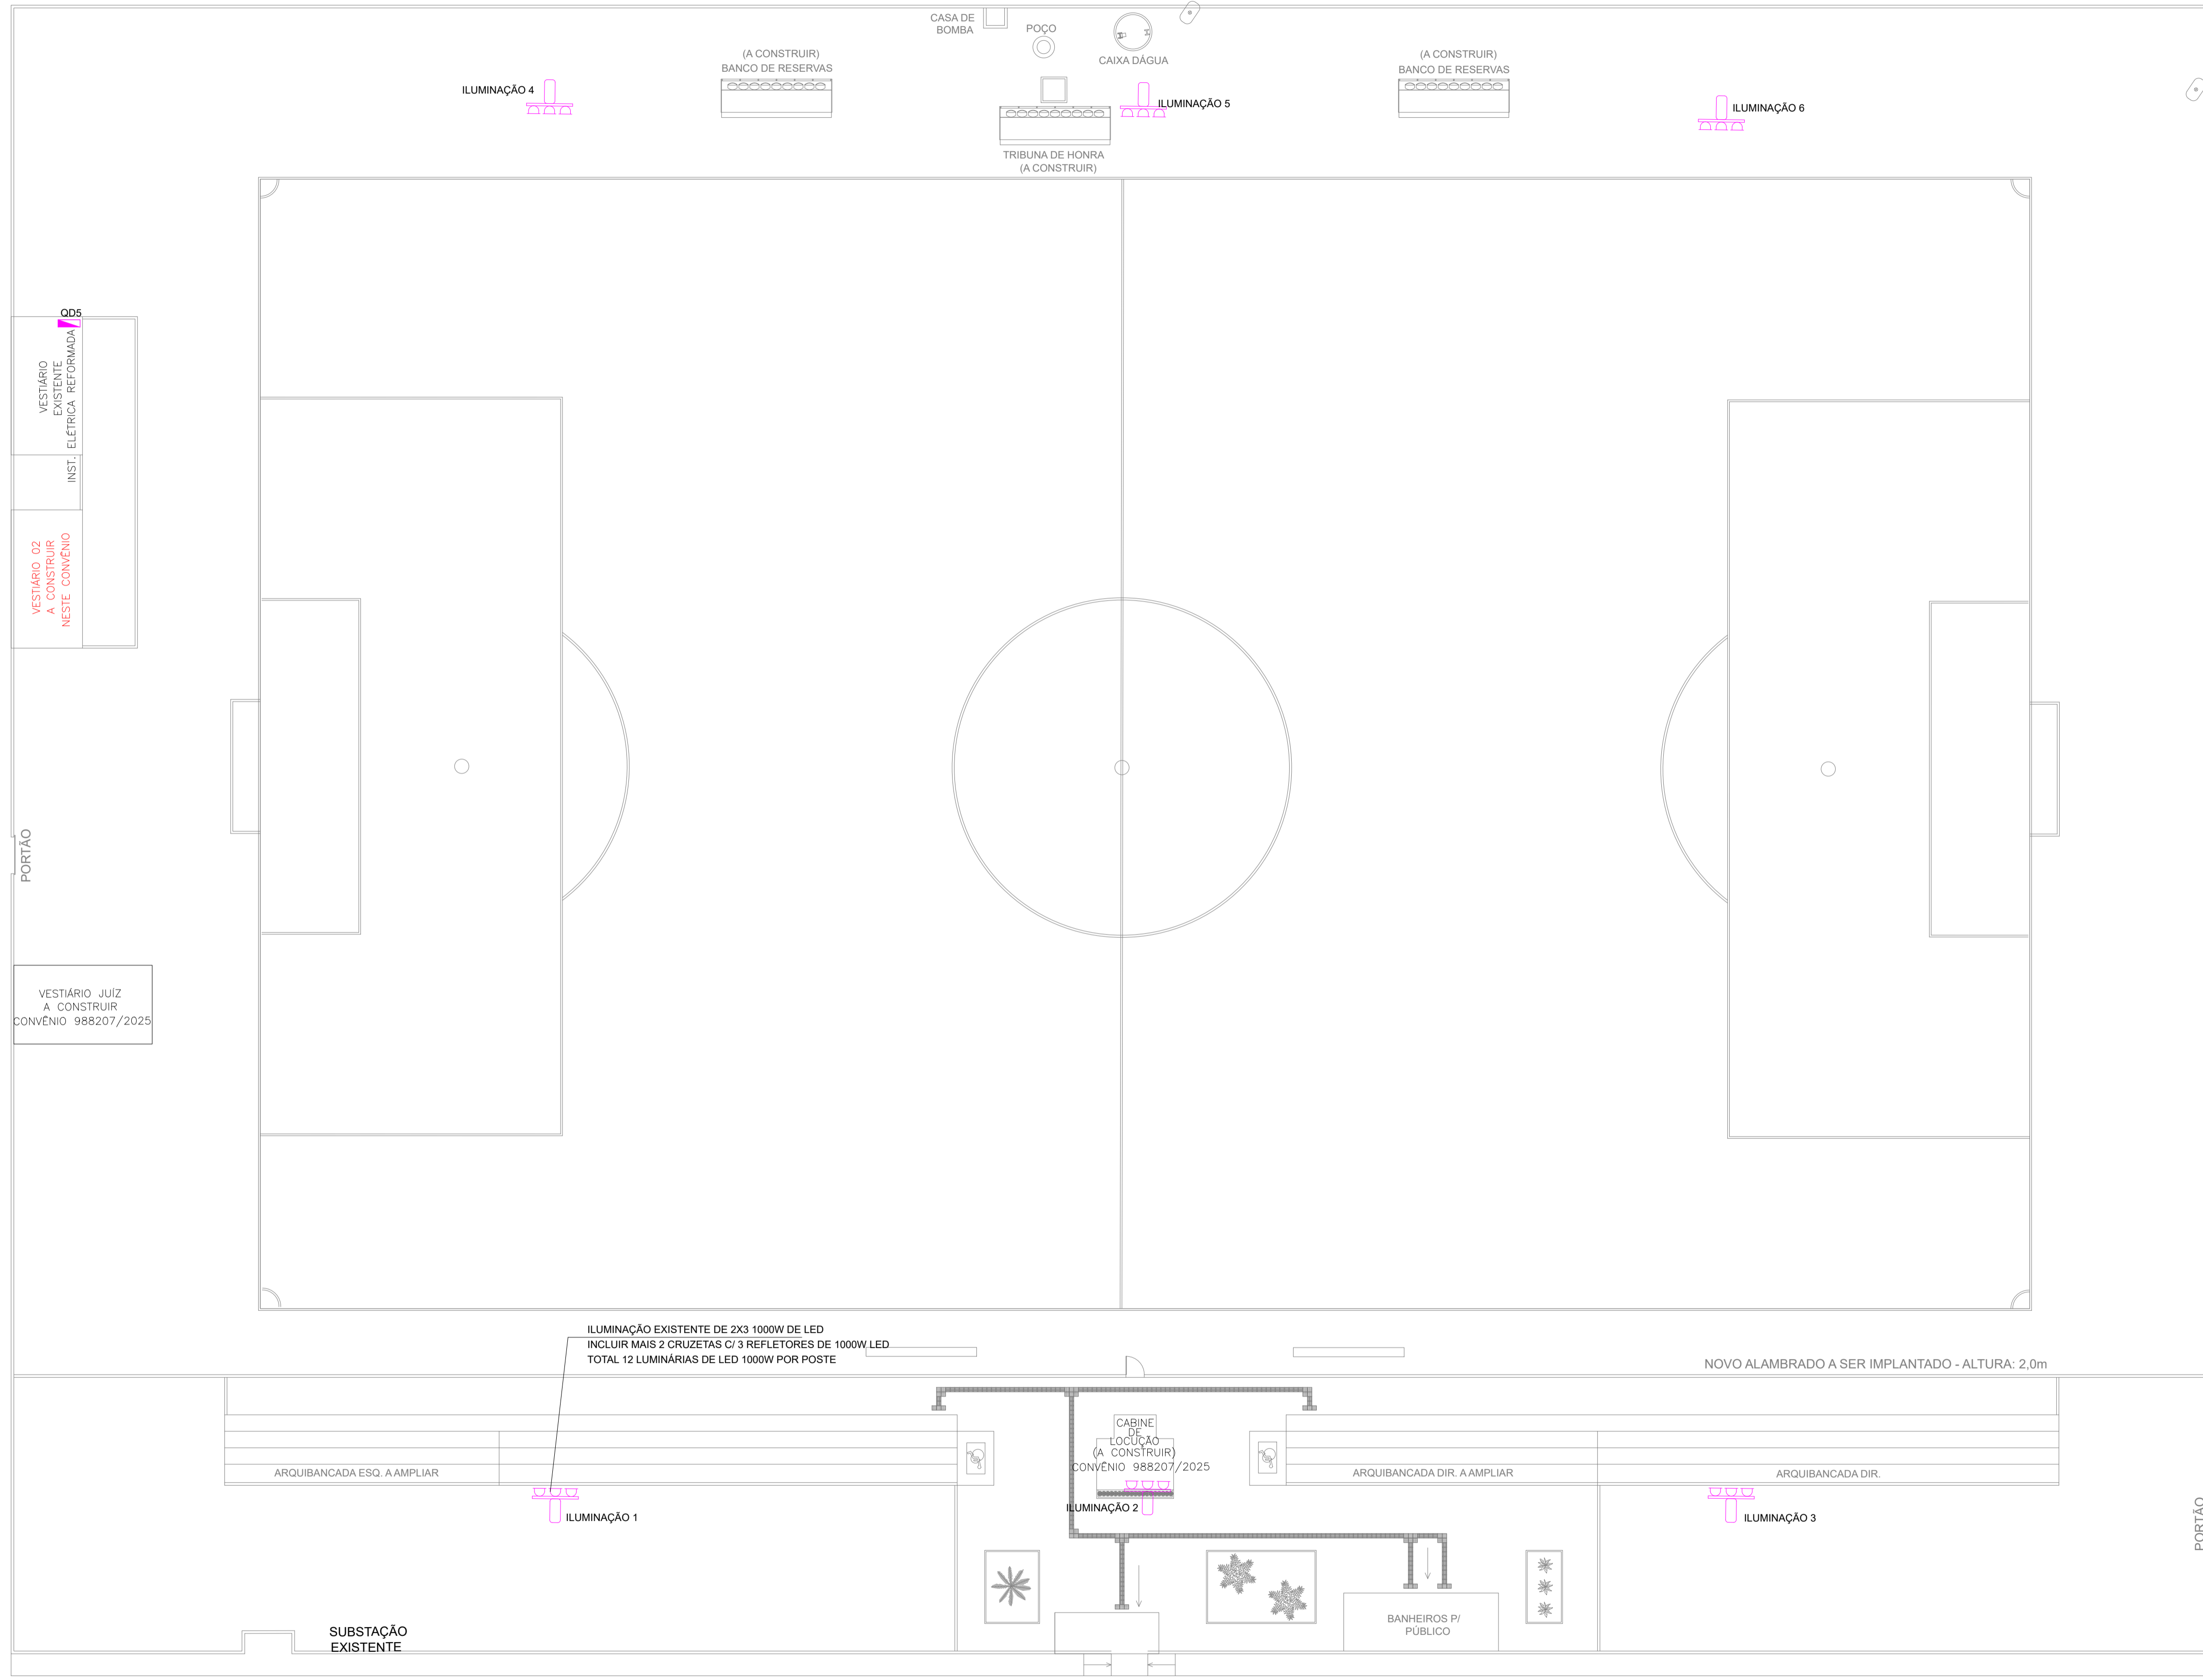 CASA DE
BOMBA
POÇO
CAIXA DÁGUA
(A CONSTRUIR)
BANCO DE RESERVAS
(A CONSTRUIR)
BANCO DE RESERVAS
ILUMINAÇÃO 4
ILUMINAÇÃO 5
ILUMINAÇÃO 6
TRIBUNA DE HONRA
(A CONSTRUIR)
QD5
VESTIÁRIO
EXISTENTE
INST. ELÉTRICA REFORMADA
VESTIÁRIO 02
A CONSTRUIR
NESTE CONVÊNIO
PORTÃO
VESTIÁRIO JUÍZ
A CONSTRUIR
CONVÊNIO 988207/2025
ILUMINAÇÃO EXISTENTE DE 2X3 1000W DE LED
INCLUIR MAIS 2 CRUZETAS C/ 3 REFLETORES DE 1000W LED
TOTAL 12 LUMINÁRIAS DE LED 1000W POR POSTE
NOVO ALAMBRADO A SER IMPLANTADO - ALTURA: 2,0m
CABINE
DE
LOCUÇÃO
(A CONSTRUIR)
CONVÊNIO 988207/2025
ARQUIBANCADA ESQ. A AMPLIAR
ARQUIBANCADA DIR. A AMPLIAR
ARQUIBANCADA DIR.
ILUMINAÇÃO 1
ILUMINAÇÃO 2
ILUMINAÇÃO 3
PORTÃO
BANHEIROS P/
PÚBLICO
SUBSTAÇÃO
EXISTENTE